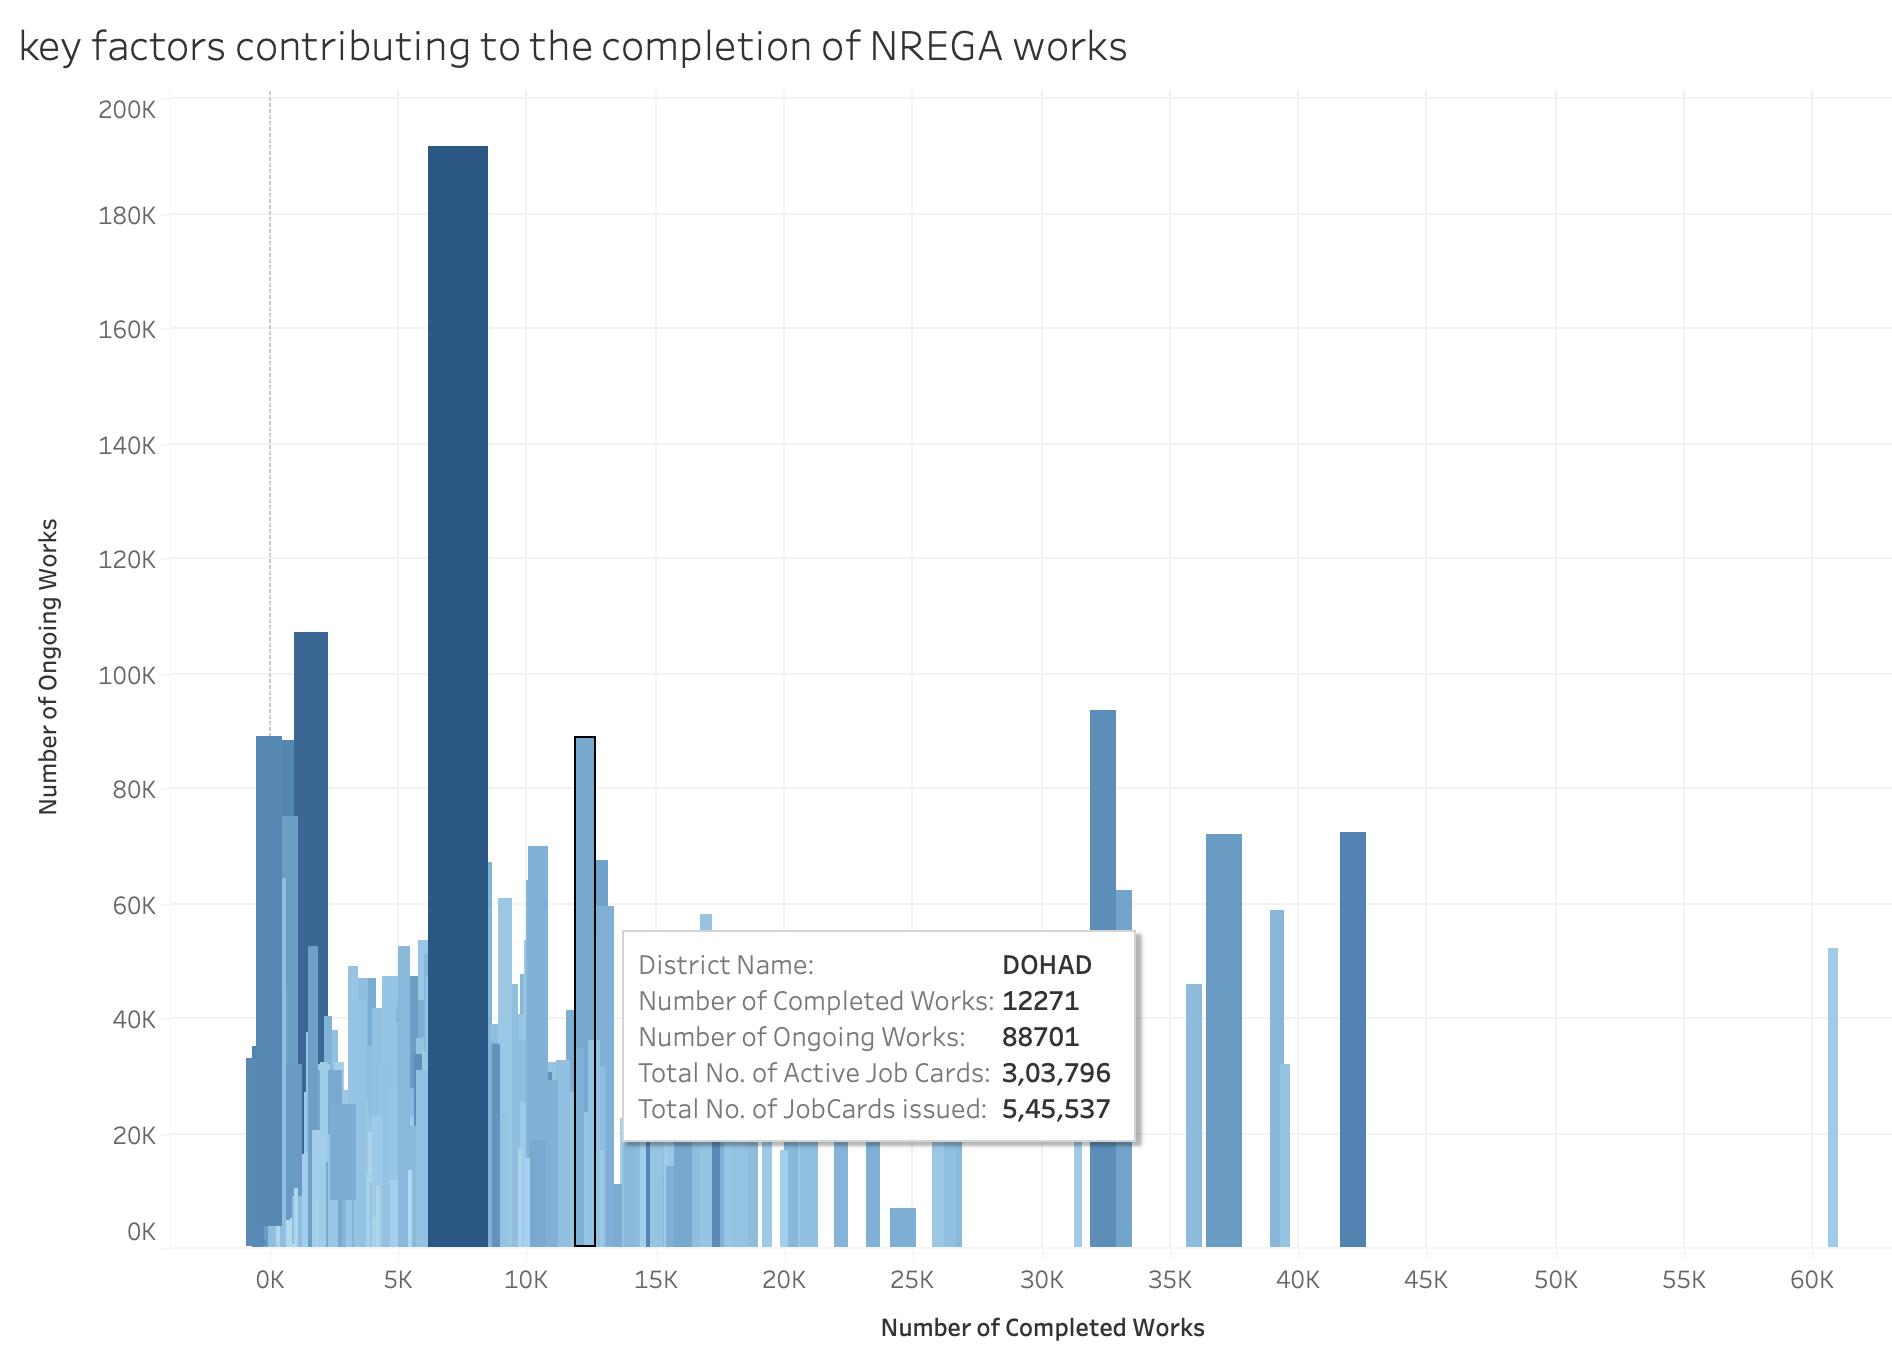 key factors contributing to the completion of NREGA works
200K
180K
160K
140K
120K
100K
80K
60K
40K
20K
0K
Number of Ongoing Works
District Name: DOHAD
Number of Completed Works: 12271
Number of Ongoing Works: 88701
Total No. of Active Job Cards: 3,03,796
Total No. of JobCards issued: 5,45,537
0K 5K 10K 15K 20K 25K 30K 35K 40K 45K 50K 55K 60K
Number of Completed Works